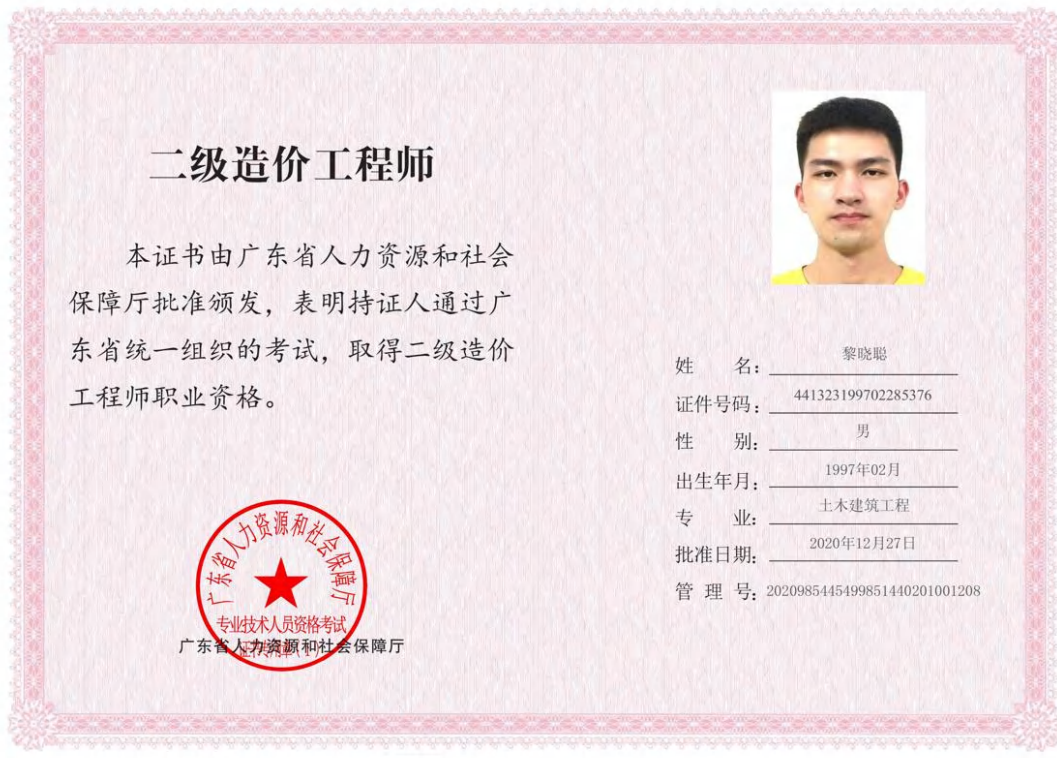 二级造价工程师
本证书由广东省人力资源和社会
保障厅批准颁发，表明持证人通过广
东省统一组织的考试，取得二级造价
工程师职业资格。
广东省人力资源和社会保障厅
专业技术人员资格考试
广东省人力资源和社会保障厅
姓 名：黎晓聪
证件号码：441323199702285376
性 别：男
出生年月：1997年02月
专 业：土木建筑工程
批准日期：2020年12月27日
管 理 号：20209854454999851440201001208